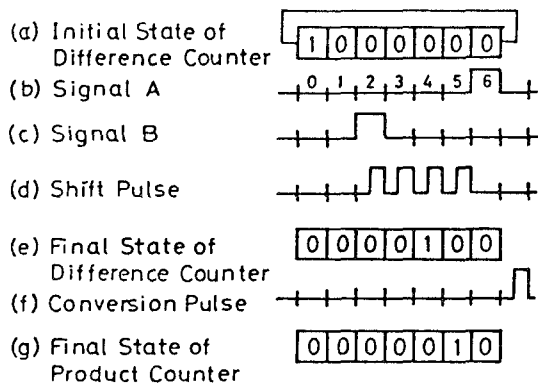 (a) Initial State of Difference Counter
1 0 0 0 0 0 0
(b) Signal A
0 1 2 3 4 5 6
(c) Signal B
(d) Shift Pulse
(e) Final State of Difference Counter
0 0 0 0 1 0 0
(f) Conversion Pulse
(g) Final State of Product Counter
0 0 0 0 0 1 0